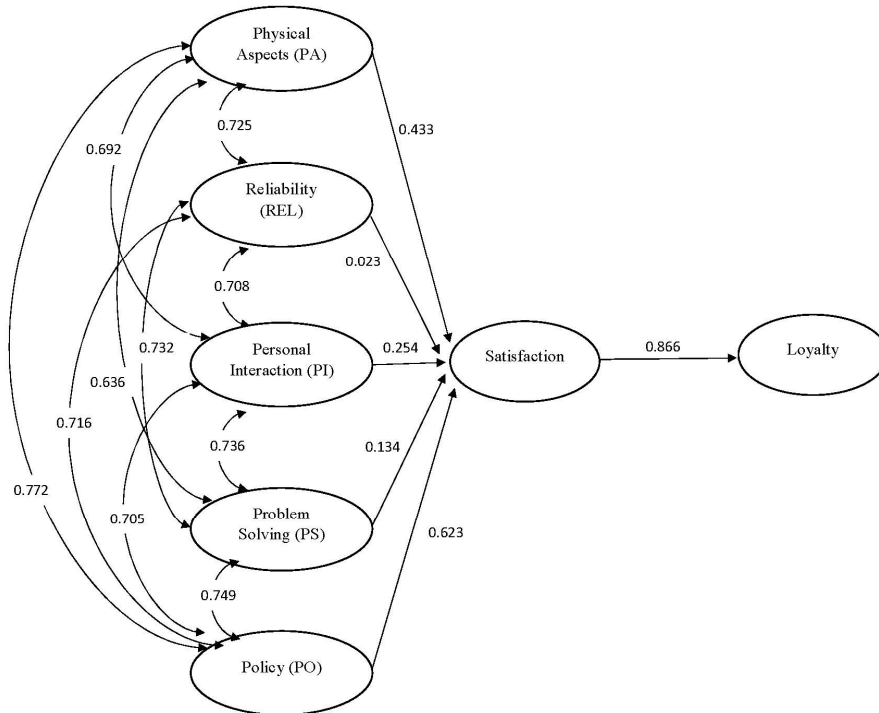 Physical
Aspects (PA)
0.725
0.433
0.692
Reliability
(REL)
0.023
0.708
0.732
Personal
Interaction (PI)
0.254
Satisfaction
0.866
Loyalty
0.636
0.716
0.736
0.134
0.772
0.705
Problem
Solving (PS)
0.623
0.749
Policy (PO)